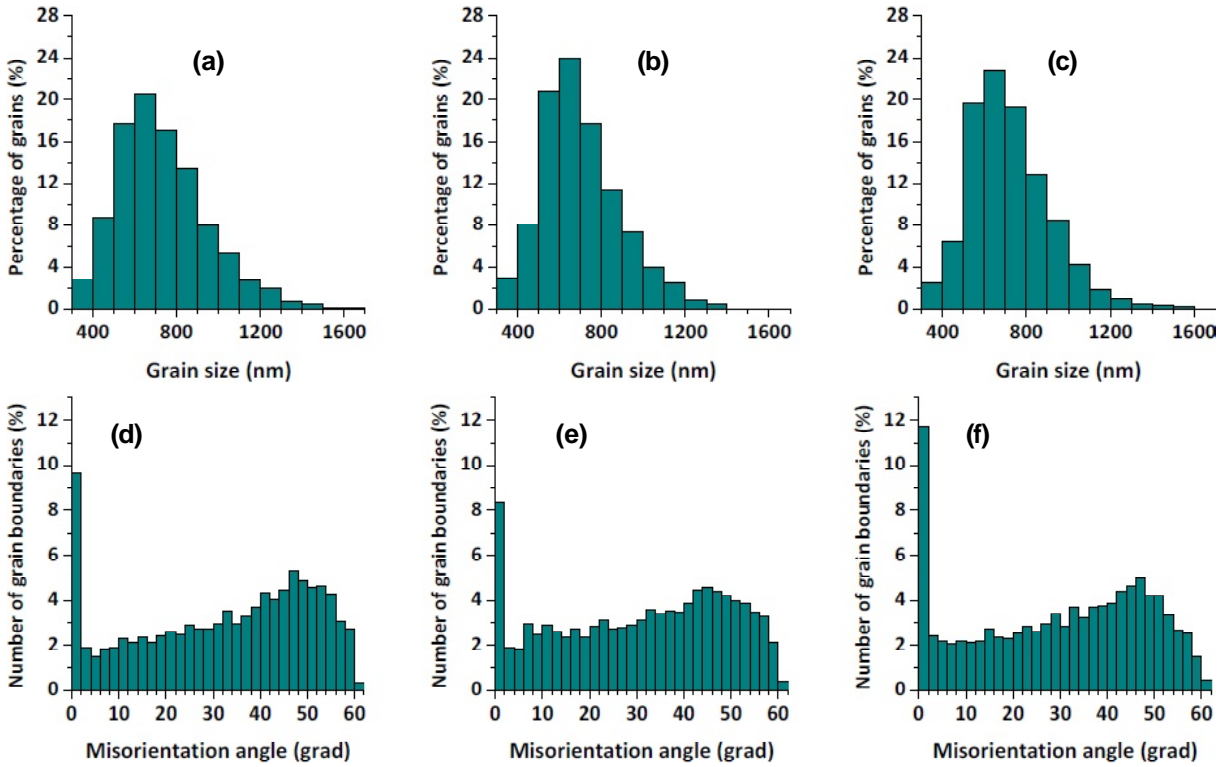 (a)
Percentage of grains (%)
28
24
20
16
12
8
4
0
400 800 1200 1600
Grain size (nm)
(b)
Percentage of grains (%)
28
24
20
16
12
8
4
0
400 800 1200 1600
Grain size (nm)
(c)
Percentage of grains (%)
28
24
20
16
12
8
4
0
400 800 1200 1600
Grain size (nm)
(d)
Number of grain boundaries (%)
12
10
8
6
4
2
0
0 10 20 30 40 50 60
Misorientation angle (grad)
(e)
Number of grain boundaries (%)
12
10
8
6
4
2
0
0 10 20 30 40 50 60
Misorientation angle (grad)
(f)
Number of grain boundaries (%)
12
10
8
6
4
2
0
0 10 20 30 40 50 60
Misorientation angle (grad)